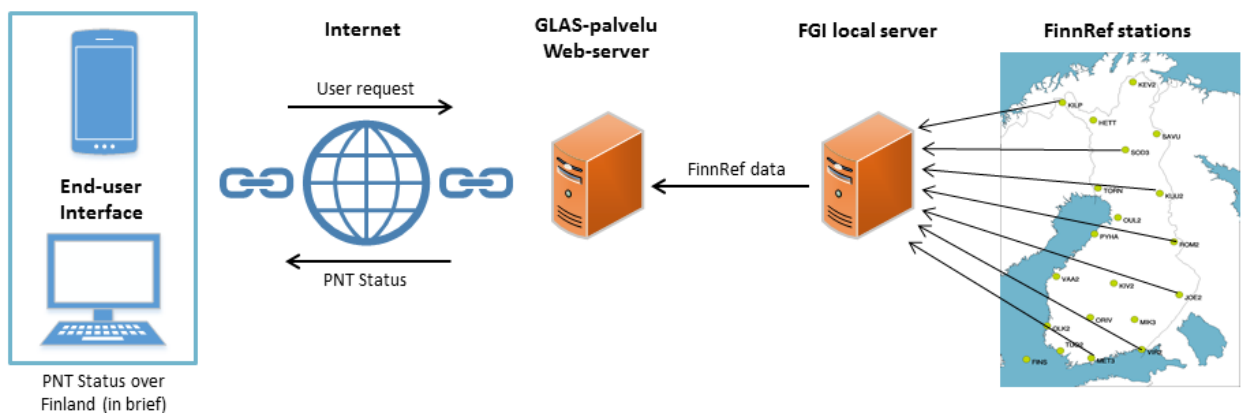 Internet
GLAS-palvelu
Web-server
FGI local server
FinnRef stations
User request
PNT Status
End-user
Interface
PNT Status over
Finland (in brief)
FinnRef data
KEV2
KILP
HETT
SAVU
SOD3
TORN
KUU2
OUL2
PYHA
ROM2
VAA2
KIV2
JOE2
ORIV
MIK3
OLK2
TUO2
VIR2
FINS
MET3